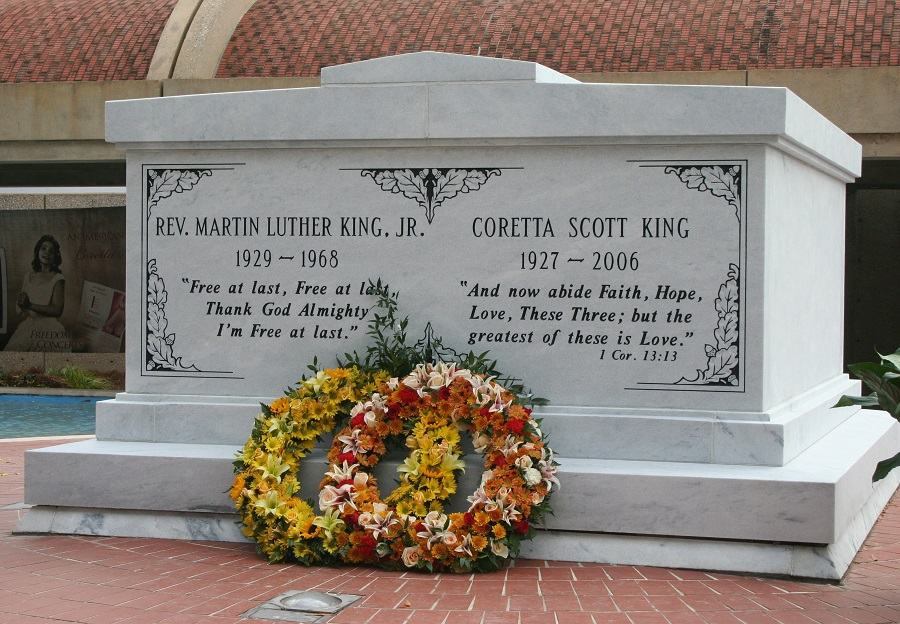 REV. MARTIN LUTHER KING, JR.
1929 – 1968
"Free at last, Free at last,
Thank God Almighty
I'm Free at last."
CORETTA SCOTT KING
1927 – 2006
"And now abide Faith, Hope,
Love, These Three; but the
greatest of these is Love."
1 Cor. 13:13
FREEDOM
CONCERT